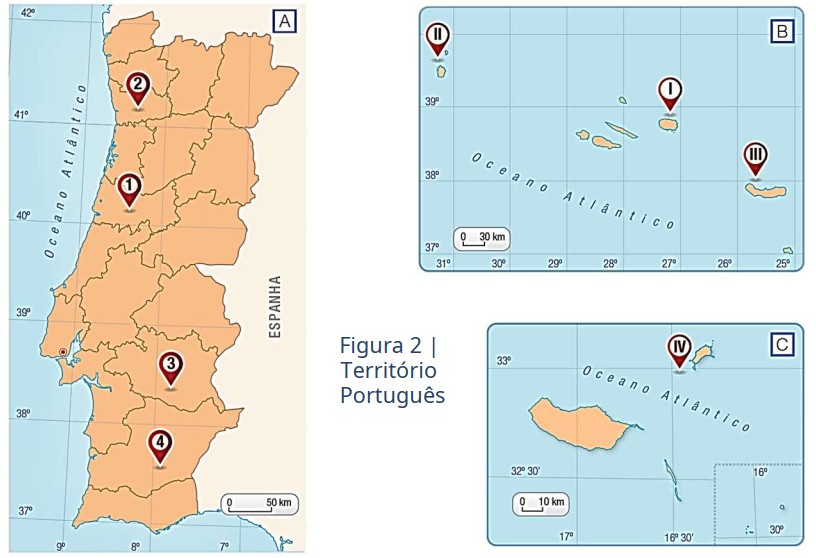 A
42º
41º
40º
39º
38º
37º
9º
8º
7º
Oceano Atlântico
ESPANHA
2
1
3
4
0 50 km
B
II
I
III
39º
38º
37º
31º
30º
29º
28º
27º
26º
25º
Oceano Atlântico
0 30 km
Figura 2 |
Território
Português
C
IV
33º
32º 30'
17º
16º 30'
16º
30º
Oceano Atlântico
0 10 km